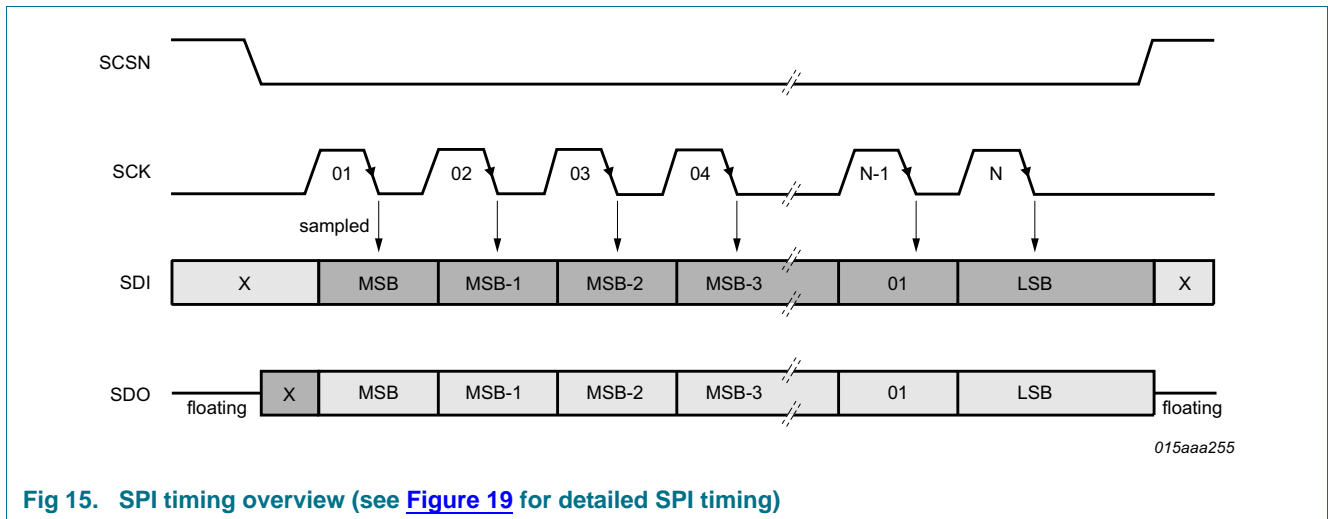 SCSN
SCK
01 02 03 04 N-1 N
sampled
SDI
X MSB MSB-1 MSB-2 MSB-3 01 LSB X
SDO
floating X MSB MSB-1 MSB-2 MSB-3 01 LSB floating
015aaa255
Fig 15. SPI timing overview (see Figure 19 for detailed SPI timing)